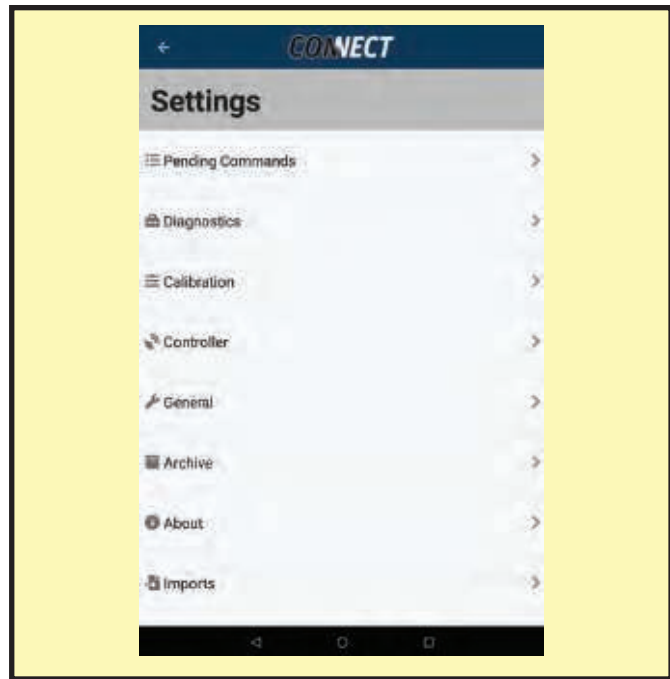 CONNECT
Settings
Pending Commands
Diagnostics
Calibration
Controller
General
Archive
About
Imports